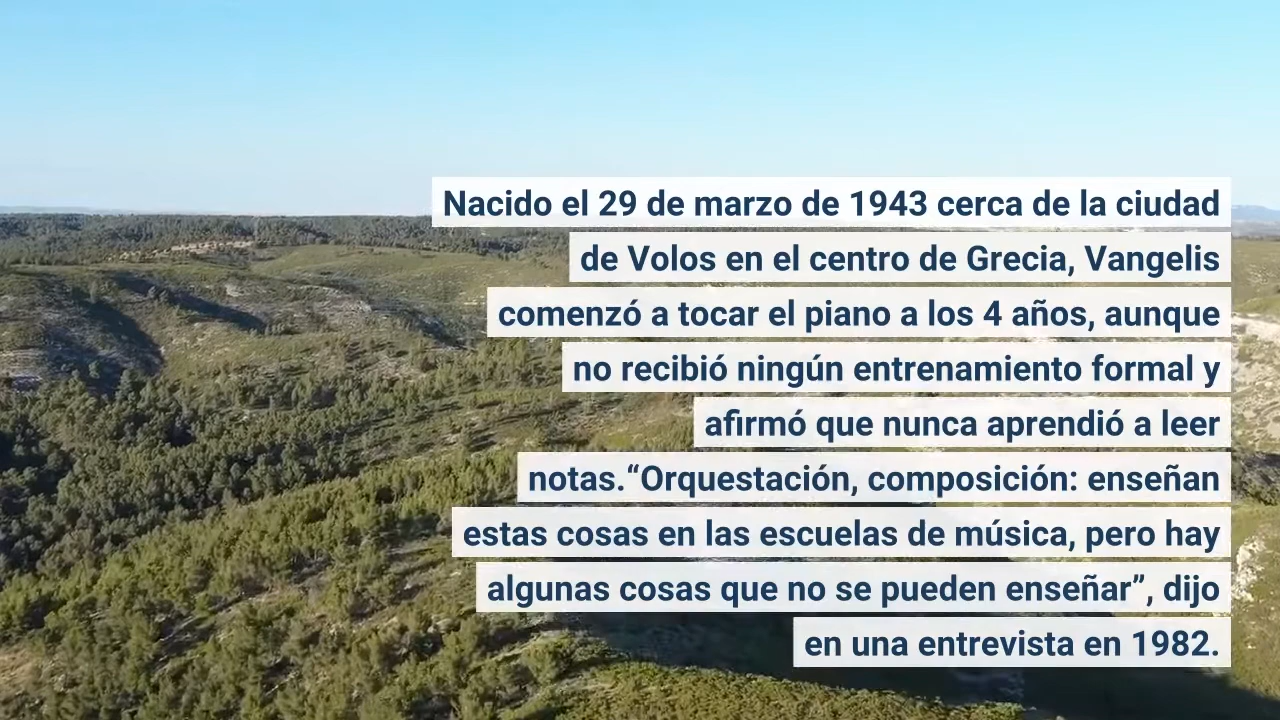 Nacido el 29 de marzo de 1943 cerca de la ciudad
de Volos en el centro de Grecia, Vangelis
comenzó a tocar el piano a los 4 años, aunque
no recibió ningún entrenamiento formal y
afirmó que nunca aprendió a leer
notas.“Orquestación, composición: enseñan
estas cosas en las escuelas de música, pero hay
algunas cosas que no se pueden enseñar”, dijo
en una entrevista en 1982.